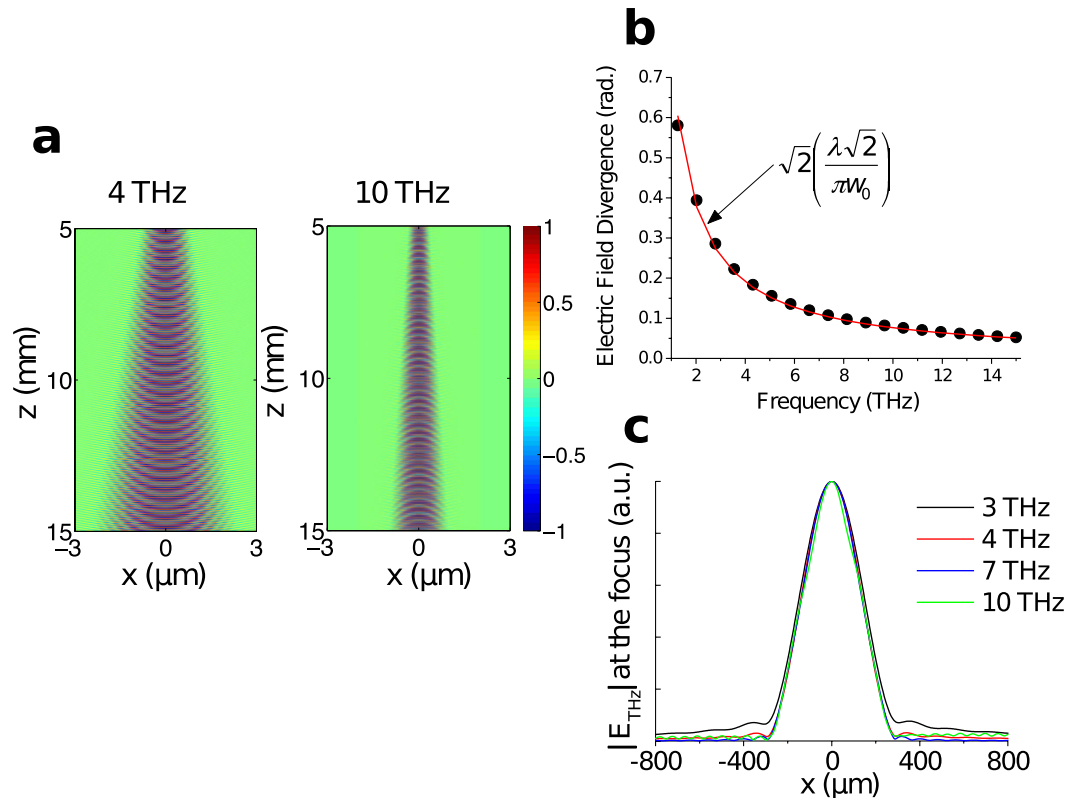 a
4 THz
10 THz
5
10
15
z (mm)
−3
0
3
x (μm)
5
10
15
z (mm)
−3
0
3
x (μm)
1
0.5
0
−0.5
−1
b
Electric Field Divergence (rad.)
0.7
0.6
0.5
0.4
0.3
0.2
0.1
0.0
√2(λ√2/πw₀)
2 4 6 8 10 12 14
Frequency (THz)
c
|E_THz| at the focus (a.u.)
3 THz
4 THz
7 THz
10 THz
-800 -400 0 400 800
x (μm)